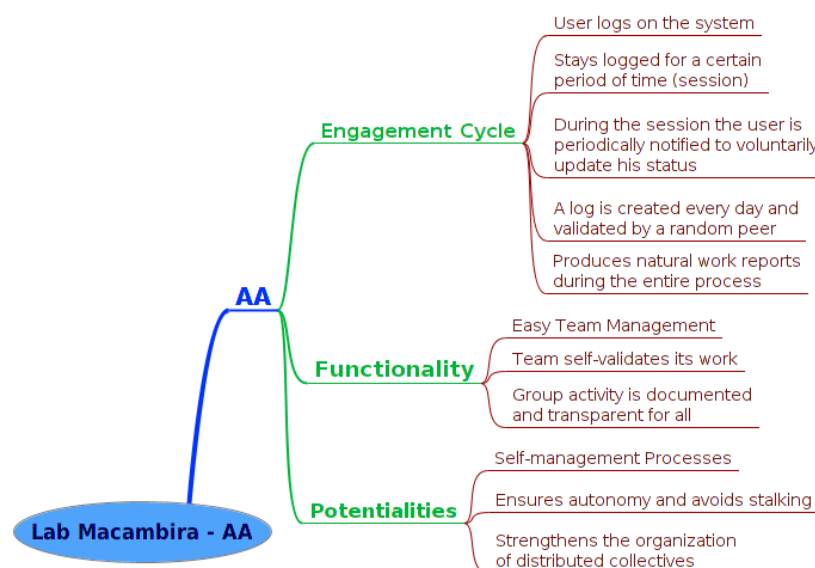 User logs on the system
Stays logged for a certain
period of time (session)
Engagement Cycle
During the session the user is
periodically notified to voluntarily
update his status
A log is created every day and
validated by a random peer
Produces natural work reports
during the entire process
AA
Easy Team Management
Functionality
Team self-validates its work
Group activity is documented
and transparent for all
Self-management Processes
Potentialities
Ensures autonomy and avoids stalking
Lab Macambira - AA
Strengthens the organization
of distributed collectives